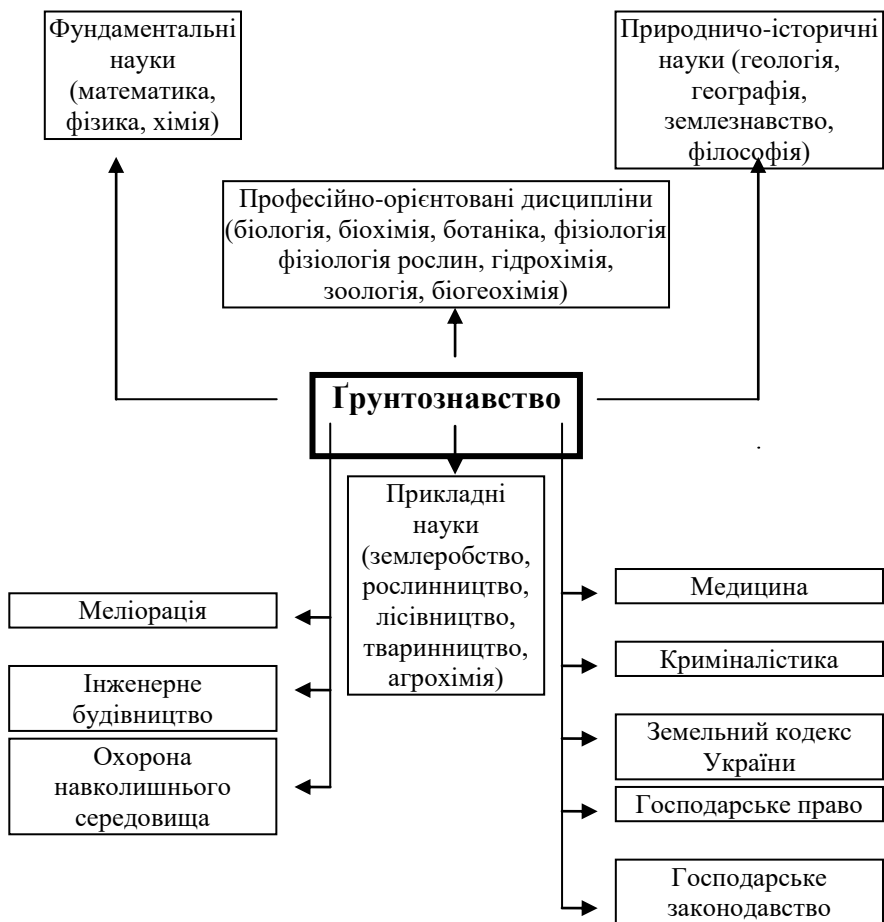 Фундаментальні
науки
(математика,
фізика, хімія)
Природничо-історичні
науки (геологія,
географія,
землезнавство,
філософія)
Професійно-орієнтовані дисципліни
(біологія, біохімія, ботаніка, фізіологія
фізіологія рослин, гідрохімія,
зоологія, біогеохімія)
Ґрунтознавство
Прикладні
науки
(землеробство,
рослинництво,
лісівництво,
тваринництво,
агрохімія)
Меліорація
Інженерне
будівництво
Охорона
навколишнього
середовища
Медицина
Криміналістика
Земельний кодекс
України
Господарське право
Господарське
законодавство